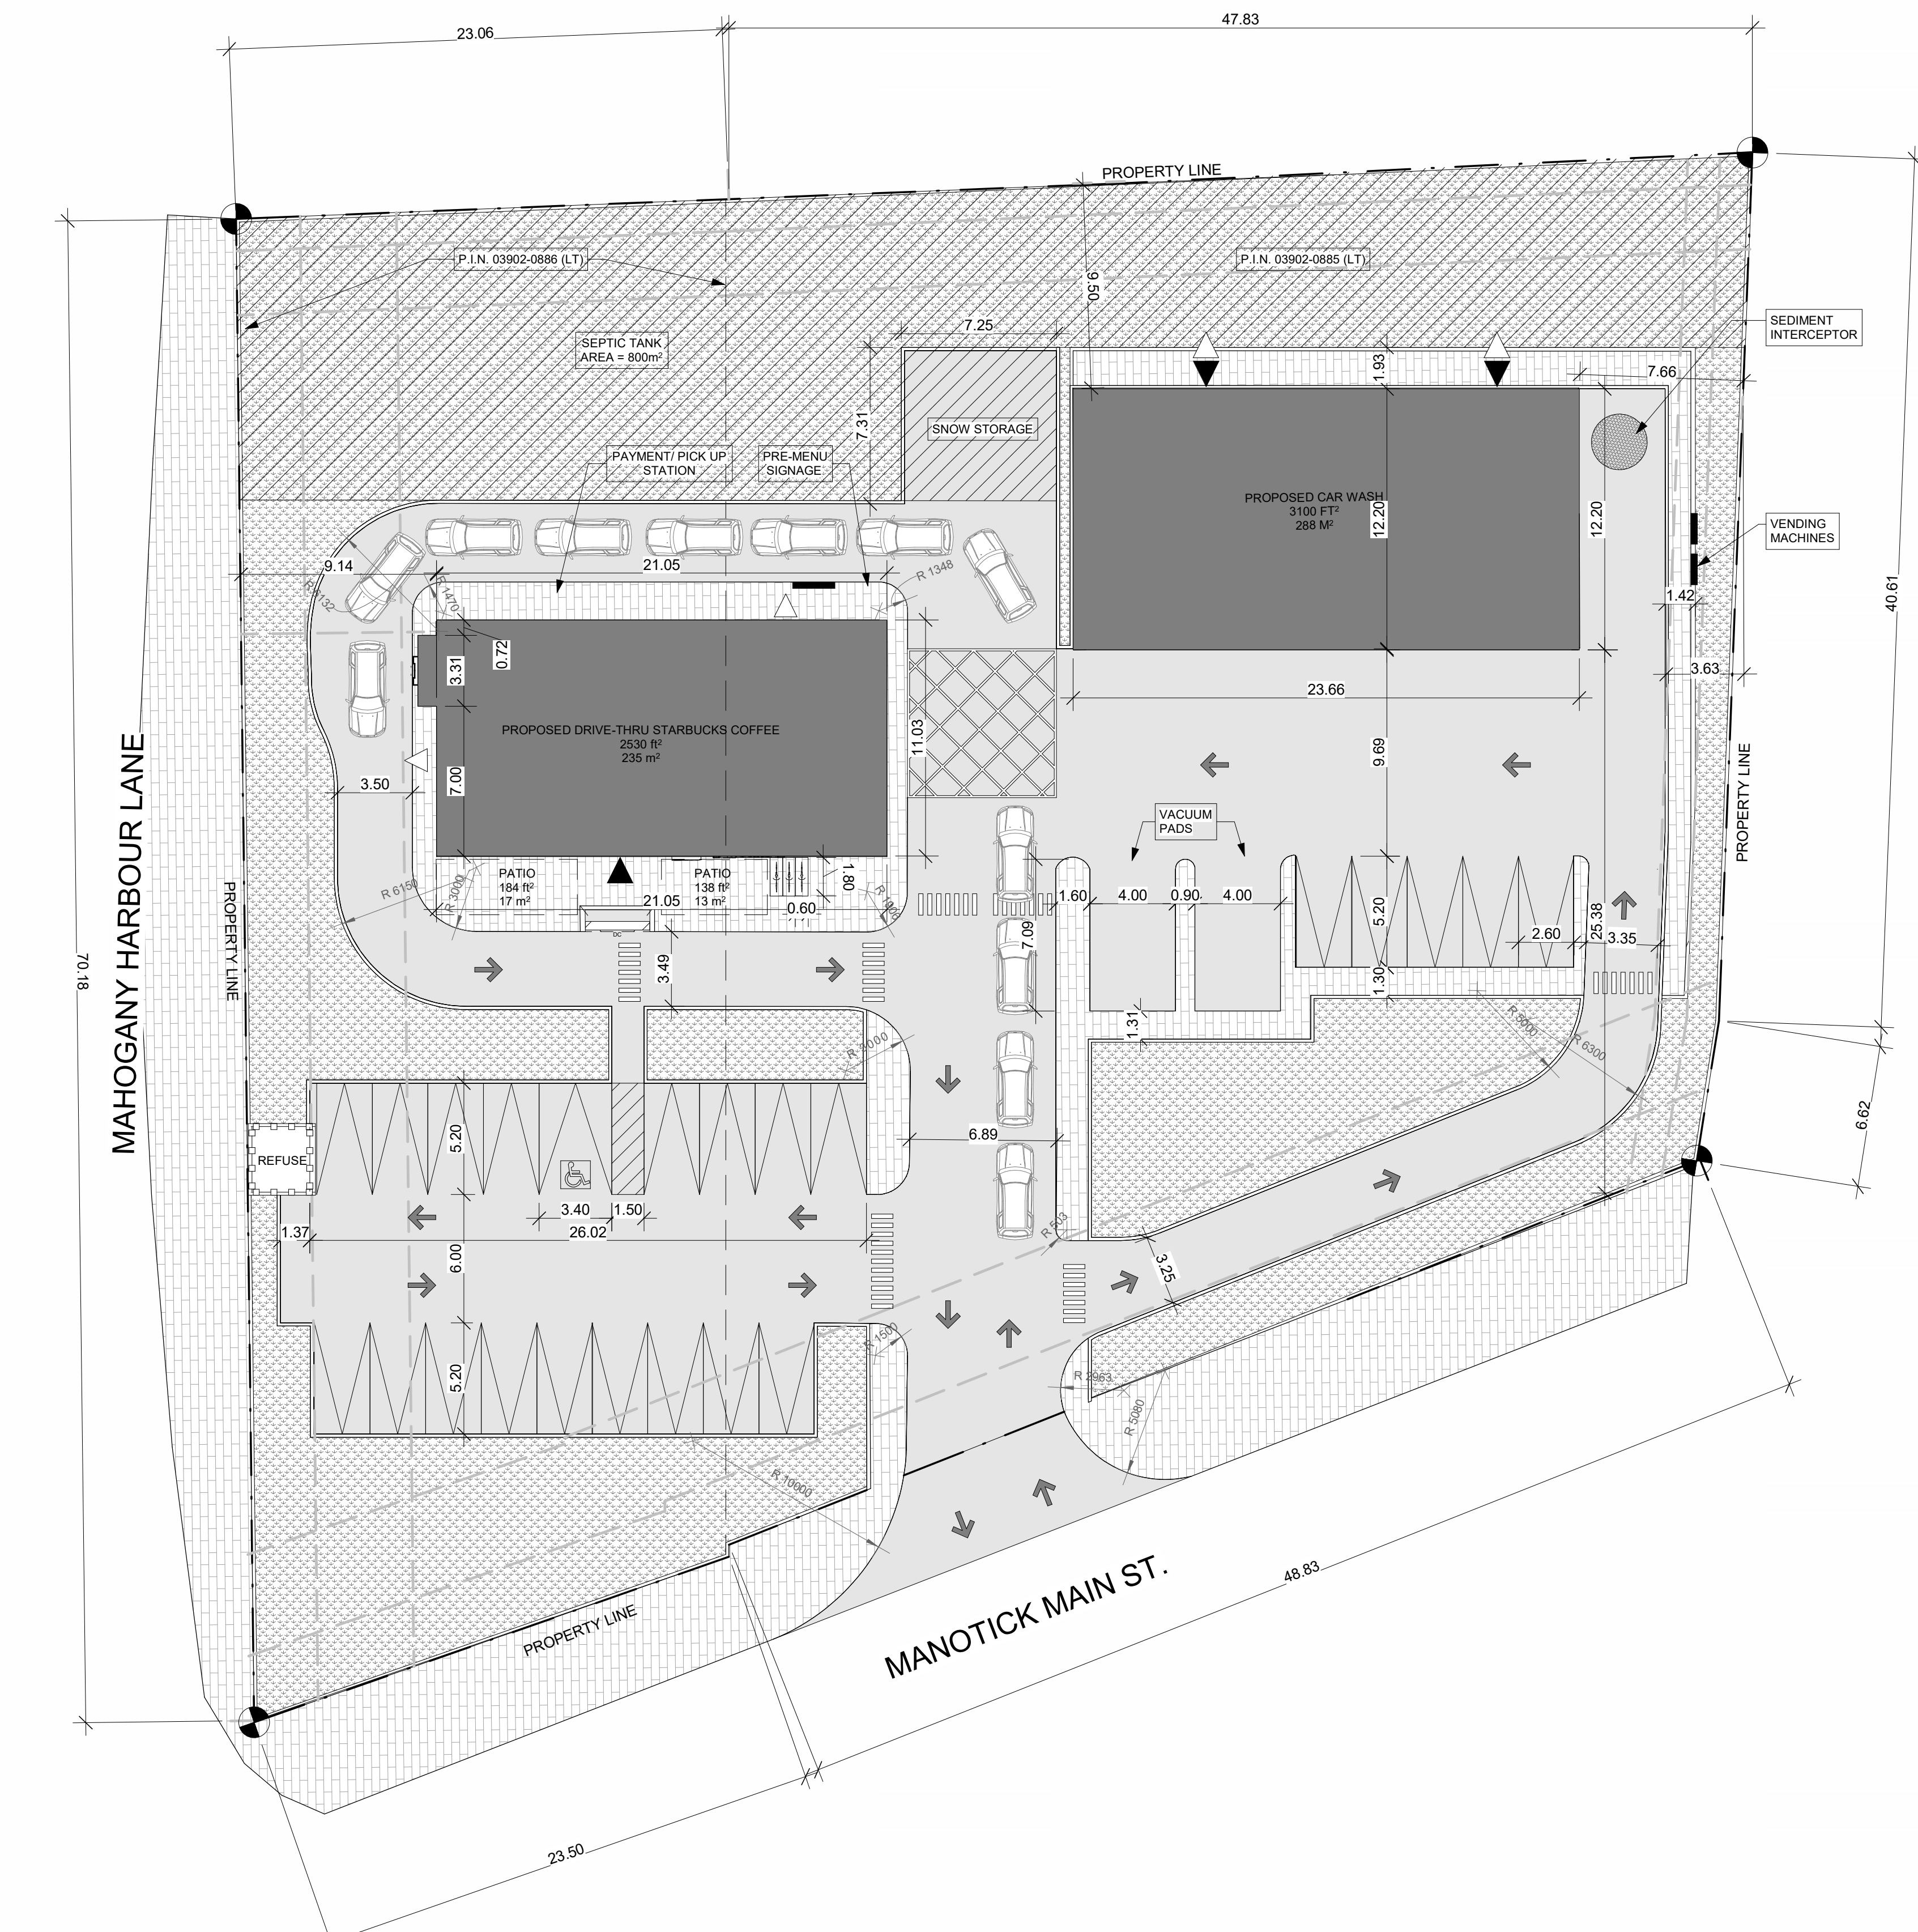 23.06
47.83
PROPERTY LINE
P.I.N. 03902-0886 (LT)
P.I.N. 03902-0885 (LT)
9.50
SEPTIC TANK
AREA = 800m²
7.25
SEDIMENT
INTERCEPTOR
1.93
7.66
7.31
SNOW STORAGE
PAYMENT/ PICK UP
STATION
PRE-MENU
SIGNAGE
PROPOSED CAR WASH
3100 FT²
288 M²
12.20
12.20
VENDING
MACHINES
9.14
21.05
R 1348
R 6132
R 1470
1.42
40.61
0.72
3.31
3.63
23.66
PROPOSED DRIVE-THRU STARBUCKS COFFEE
2530 ft²
235 m²
11.03
9.69
7.00
3.50
MAHOGANY HARBOUR LANE
PROPERTY LINE
PROPERTY LINE
VACUUM
PADS
PATIO
184 ft²
17 m²
PATIO
138 ft²
13 m²
1.80
R 6150
R 3000
21.05
0.60
1.60
4.00
0.90
4.00
5.20
2.60
25.38
3.35
DC
3.49
7.09
70.18
1.30
1.31
R 5000
R 6300
R 3000
6.62
5.20
6.89
REFUSE
3.40
1.50
1.37
26.02
R 503
6.00
3.25
R 1500
5.20
R 2963
R 5080
R 10000
48.83
MANOTICK MAIN ST.
PROPERTY LINE
23.50